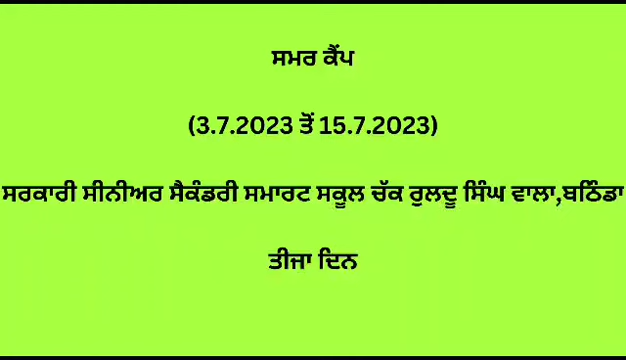 ਸਮਰ ਕੈਂਪ
(3.7.2023 ਤੋਂ 15.7.2023)
ਸਰਕਾਰੀ ਸੀਨੀਅਰ ਸੈਕੰਡਰੀ ਸਮਾਰਟ ਸਕੂਲ ਚੱਕ ਰੁਲਦੂ ਸਿੰਘ ਵਾਲਾ,ਬਠਿੰਡਾ
ਤੀਜਾ ਦਿਨ